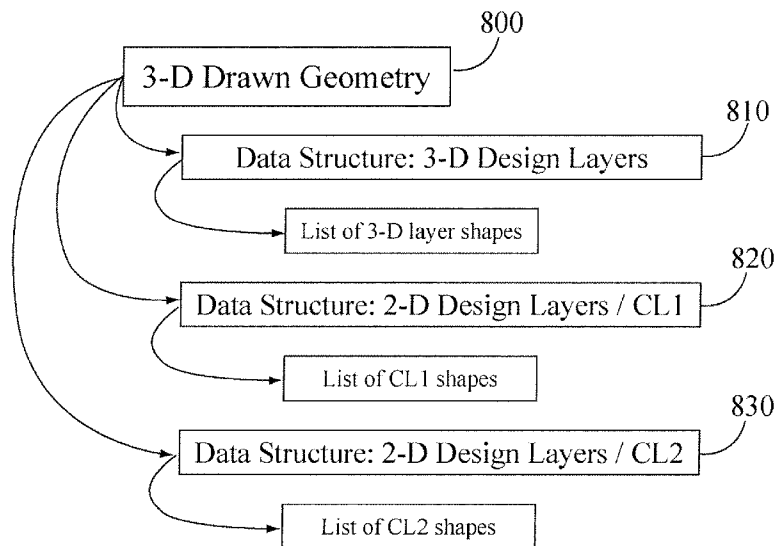 800
3-D Drawn Geometry
810
Data Structure: 3-D Design Layers
List of 3-D layer shapes
820
Data Structure: 2-D Design Layers / CL1
List of CL1 shapes
830
Data Structure: 2-D Design Layers / CL2
List of CL2 shapes